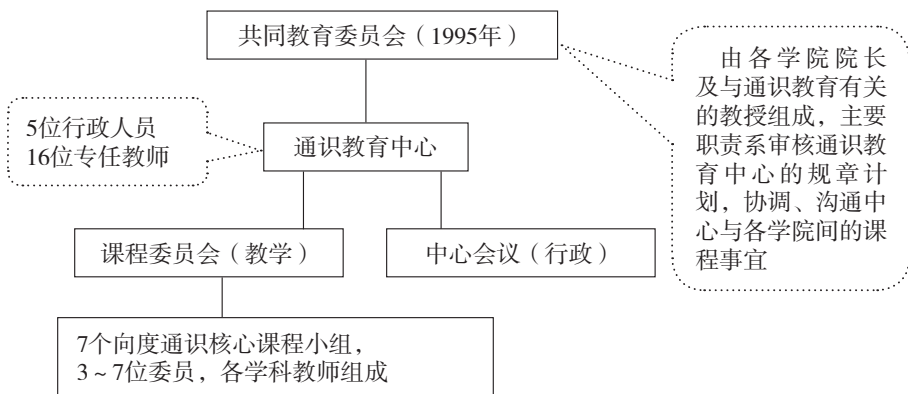 共同教育委员会（1995年）
由各学院院长
及与通识教育有关
的教授组成，主要
职责系审核通识教
育中心的规章计
划，协调、沟通中
心与各学院间的课
程事宜
5位行政人员
16位专任教师
通识教育中心
课程委员会（教学）
中心会议（行政）
7个向度通识核心课程小组，
3~7位委员，各学科教师组成